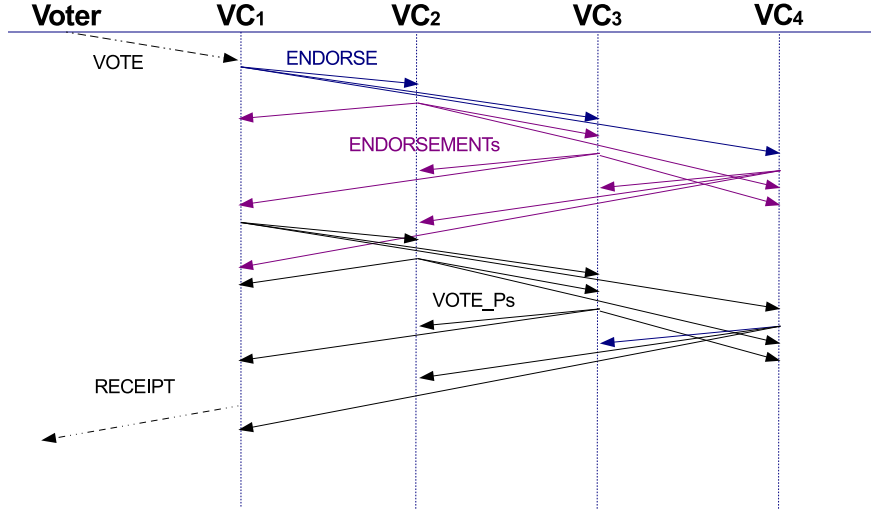 Voter VC1 VC2 VC3 VC4
VOTE
ENDORSE
ENDORSEMENTs
VOTE_Ps
RECEIPT